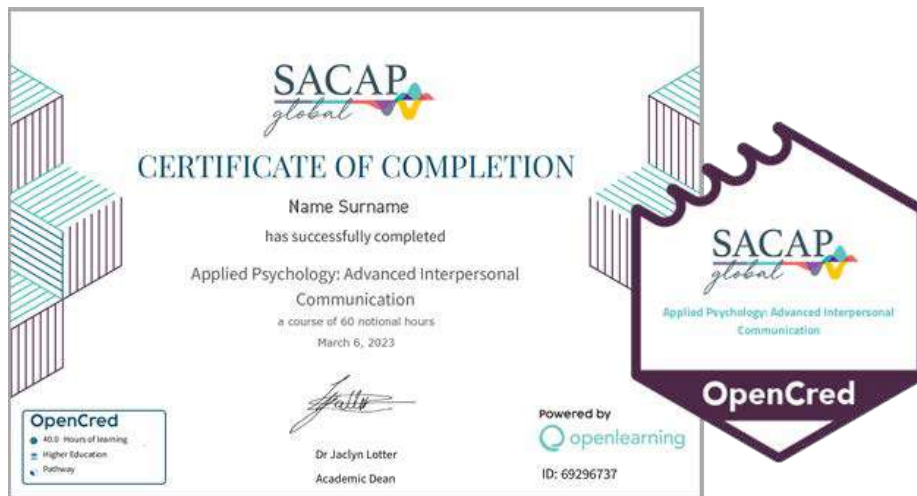 SACAP
global
CERTIFICATE OF COMPLETION
Name Surname
has successfully completed
Applied Psychology: Advanced Interpersonal
Communication
a course of 60 notional hours
March 6, 2023
OpenCred
40.0 Hours of learning
Higher Education
Pathway
Dr Jaclyn Lotter
Academic Dean
Powered by
openlearning
ID: 69296737
SACAP
global
Applied Psychology: Advanced Interpersonal
Communication
OpenCred